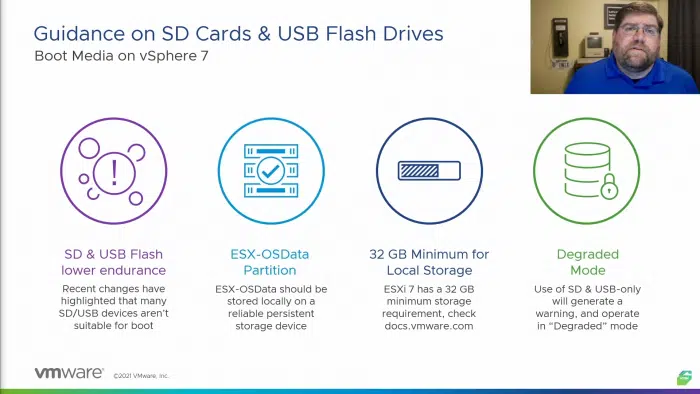 Guidance on SD Cards & USB Flash Drives
Boot Media on vSphere 7
!
SD & USB Flash
lower endurance
Recent changes have
highlighted that many
SD/USB devices aren't
suitable for boot
ESX-OSData
Partition
ESX-OSData should be
stored locally on a
reliable persistent
storage device
32 GB Minimum for
Local Storage
ESXi 7 has a 32 GB
minimum storage
requirement, check
docs.vmware.com
Degraded
Mode
Use of SD & USB-only
will generate a
warning, and operate
in "Degraded" mode
vmware®
©2021 VMware, Inc.